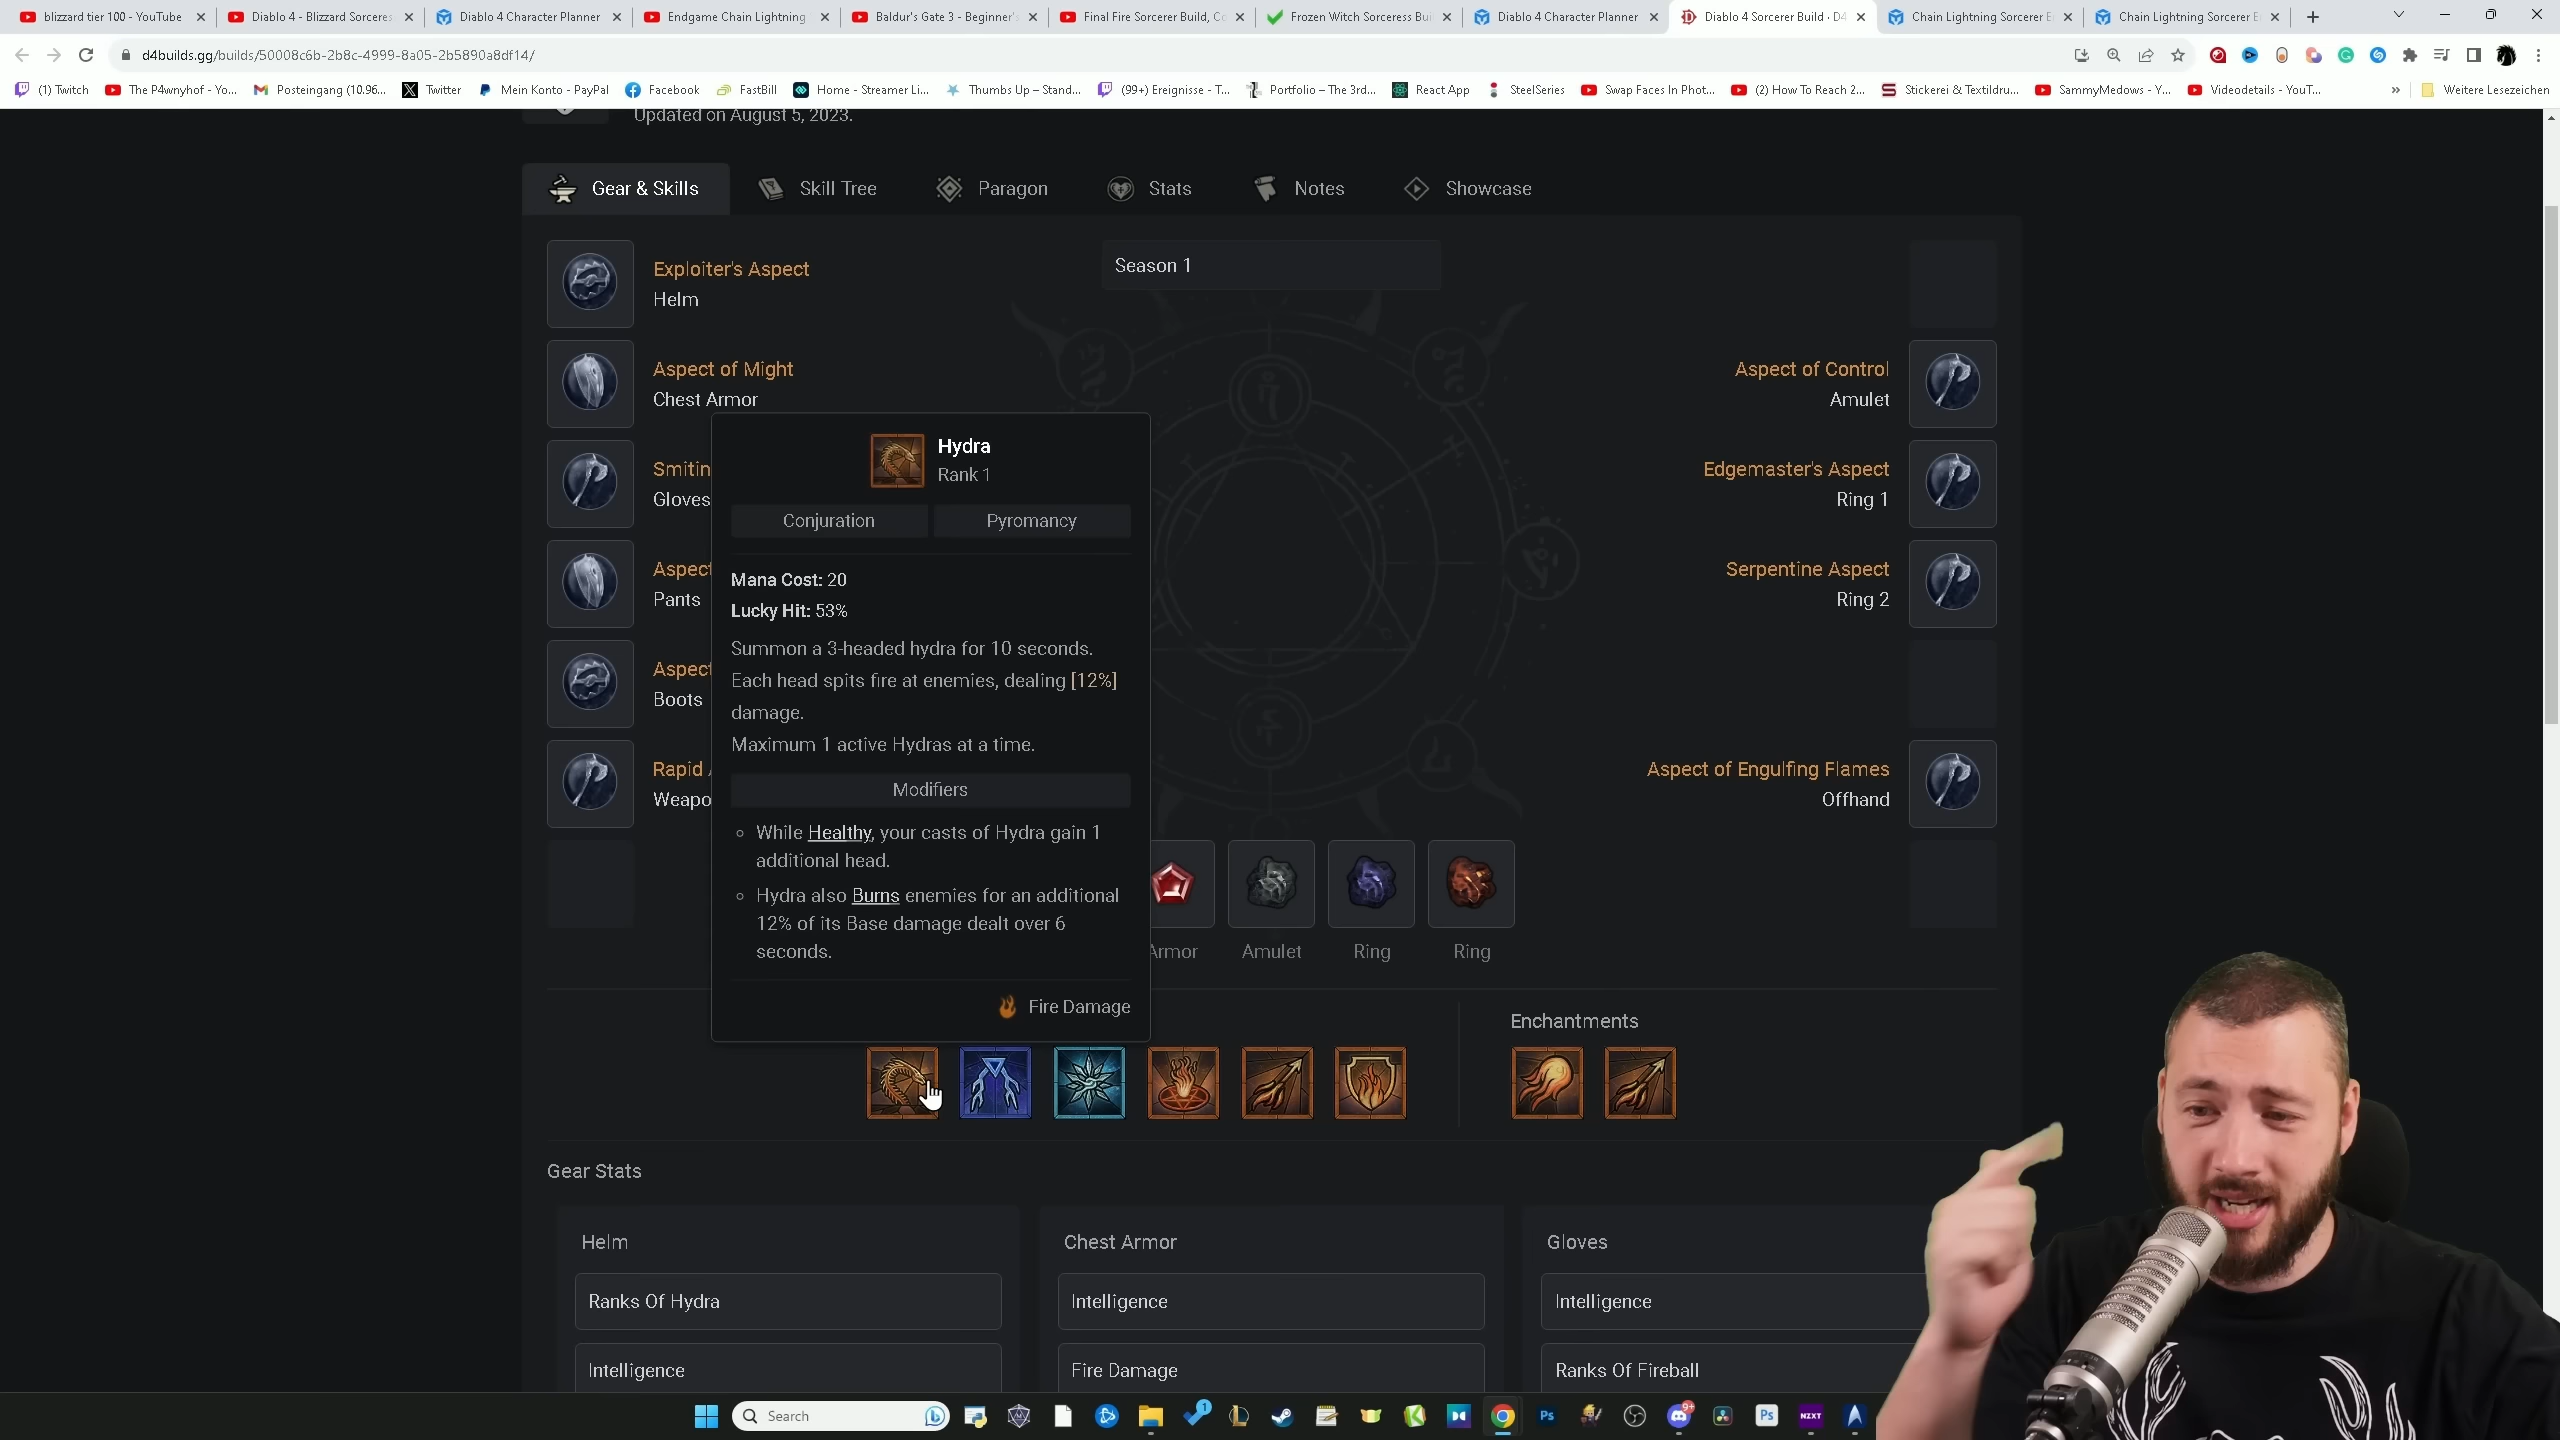 blizzard tier 100 - YouTube
Diablo 4 - Blizzard Sorceres
Diablo 4 Character Planner
Endgame Chain Lightning
Baldur's Gate 3 - Beginner's
Final Fire Sorcerer Build, Co
Frozen Witch Sorceress Bui
Diablo 4 Character Planner
Diablo 4 Sorcerer Build - D4
Chain Lightning Sorcerer E
Chain Lightning Sorcerer E
d4builds.gg/builds/50008c6b-2b8c-4999-8a05-2b5890a8df14/
(1) Twitch
The P4wnyhof - Yo...
Posteingang (10.96...
Twitter
Mein Konto - PayPal
Facebook
FastBill
Home - Streamer Li...
Thumbs Up – Stand...
(99+) Ereignisse - T...
Portfolio – The 3rd...
React App
SteelSeries
Swap Faces In Phot...
(2) How To Reach 2...
Stickerei & Textildru...
SammyMedows - Y...
Videodetails - YouT...
»
Weitere Lesezeichen
Updated on August 5, 2023.
Gear & Skills
Skill Tree
Paragon
Stats
Notes
Showcase
Exploiter's Aspect
Helm
Season 1
Aspect of Might
Chest Armor
Aspect of Control
Amulet
Smitin
Gloves
Edgemaster's Aspect
Ring 1
Aspect
Pants
Serpentine Aspect
Ring 2
Aspect
Boots
Rapid
Weapo
Aspect of Engulfing Flames
Offhand
Hydra
Rank 1
Conjuration
Pyromancy
Mana Cost: 20
Lucky Hit: 53%
Summon a 3-headed hydra for 10 seconds.
Each head spits fire at enemies, dealing [12%]
damage.
Maximum 1 active Hydras at a time.
Modifiers
While Healthy, your casts of Hydra gain 1
additional head.
Hydra also Burns enemies for an additional
12% of its Base damage dealt over 6
seconds.
Fire Damage
Armor
Amulet
Ring
Ring
Enchantments
Gear Stats
Helm
Chest Armor
Gloves
Ranks Of Hydra
Intelligence
Intelligence
Intelligence
Fire Damage
Ranks Of Fireball
Search
1
9+
Ps
Ps
NZXT